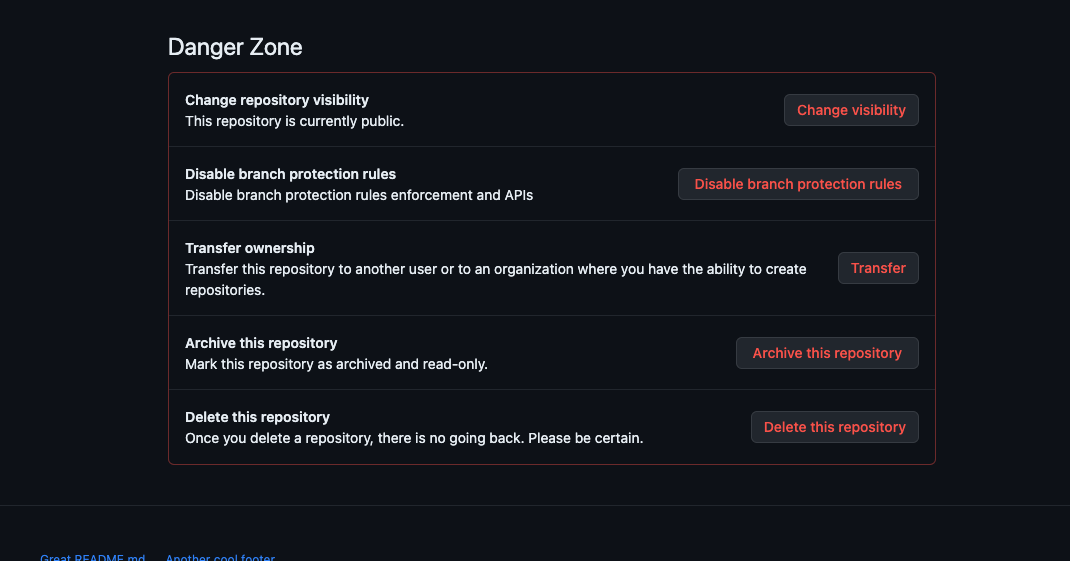 Danger Zone
Change repository visibility
This repository is currently public.
Change visibility
Disable branch protection rules
Disable branch protection rules enforcement and APIs
Disable branch protection rules
Transfer ownership
Transfer this repository to another user or to an organization where you have the ability to create
repositories.
Transfer
Archive this repository
Mark this repository as archived and read-only.
Archive this repository
Delete this repository
Once you delete a repository, there is no going back. Please be certain.
Delete this repository
Great README.md Another cool footer